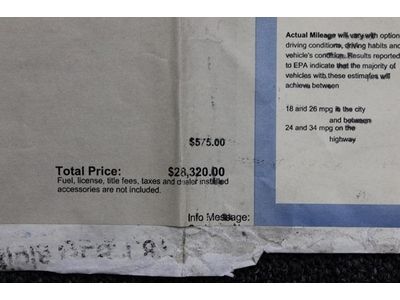 Actual Mileage will vary with option
driving conditions, driving habits and
vehicle's condition. Results reported
to EPA indicate that the majority of
vehicles with these estimates will
achieve between
18 and 26 mpg in the city
and between
24 and 34 mpg on the
highway
$575.00
Total Price: $28,320.00
Fuel, license, title fees, taxes and dealer installed
accessories are not included.
Info Message: